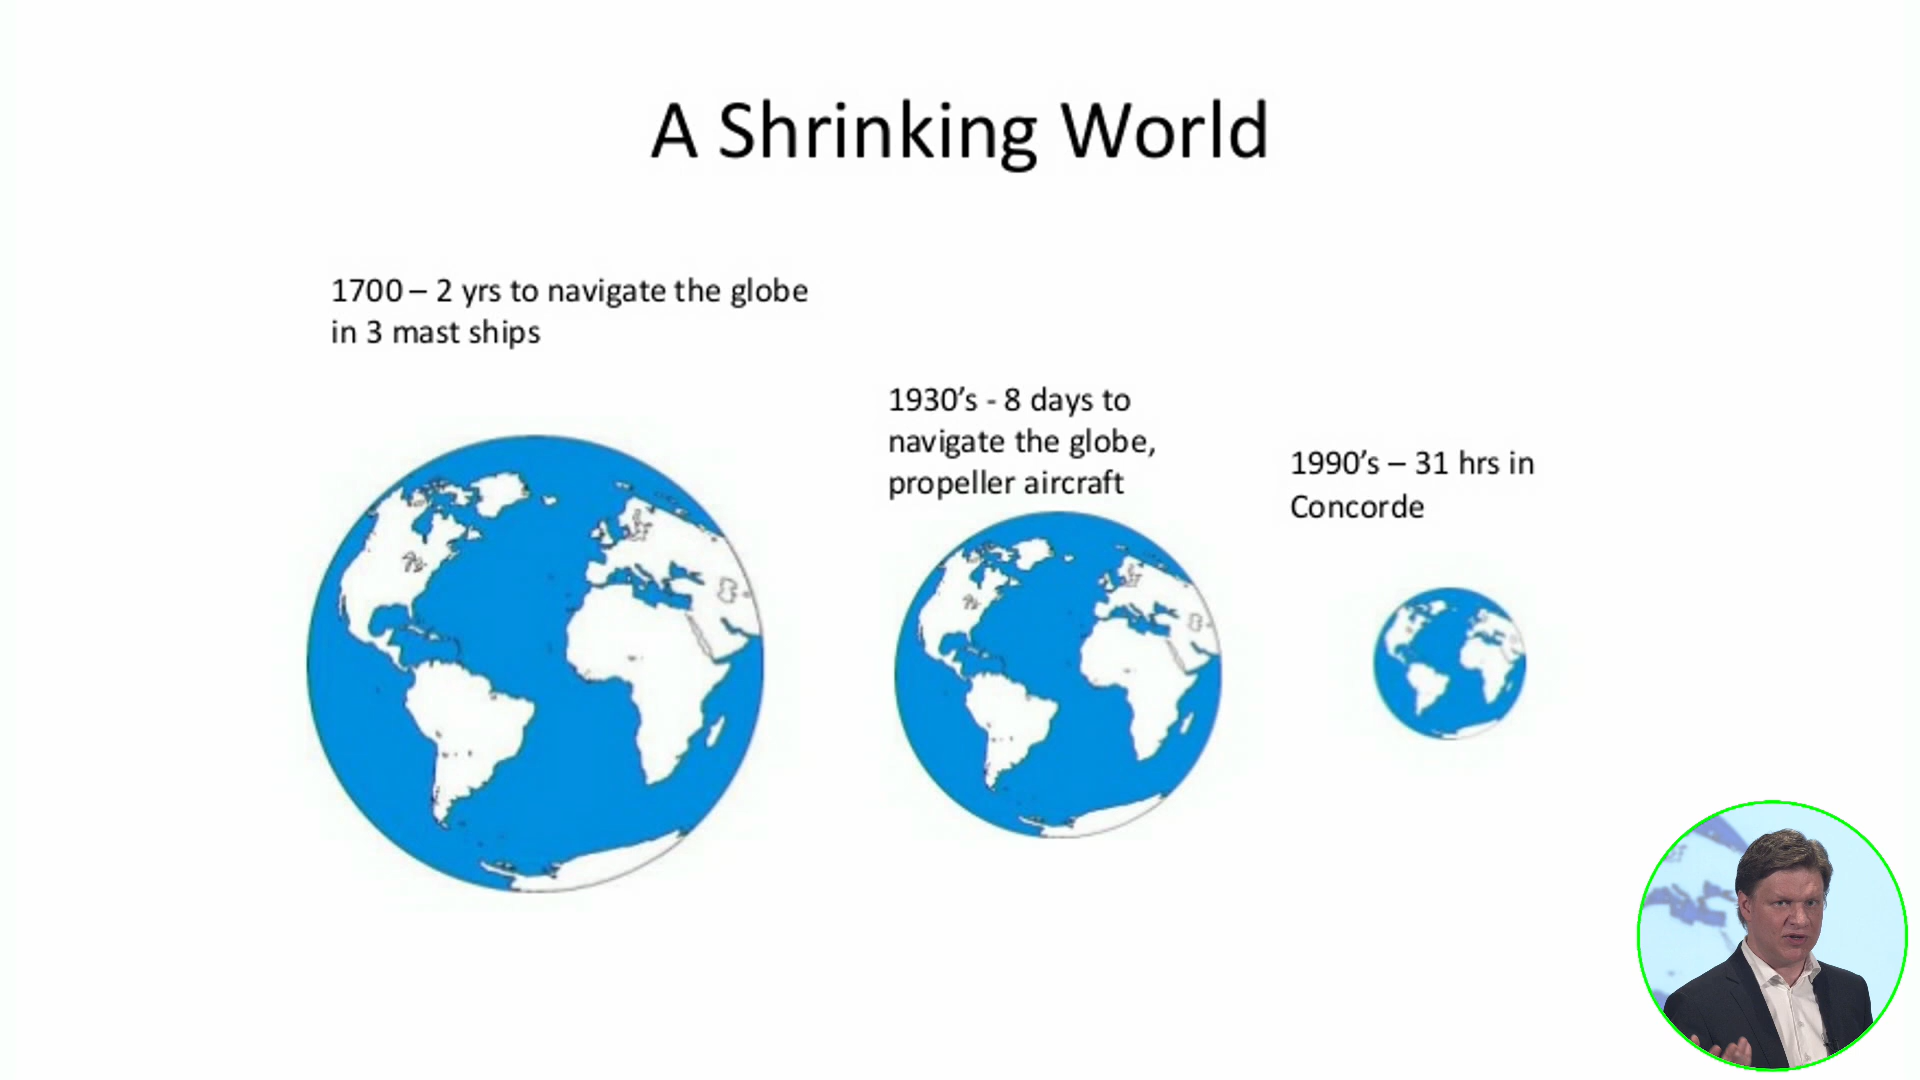 A Shrinking World
1700 – 2 yrs to navigate the globe
in 3 mast ships
1930’s - 8 days to
navigate the globe,
propeller aircraft
1990’s – 31 hrs in
Concorde